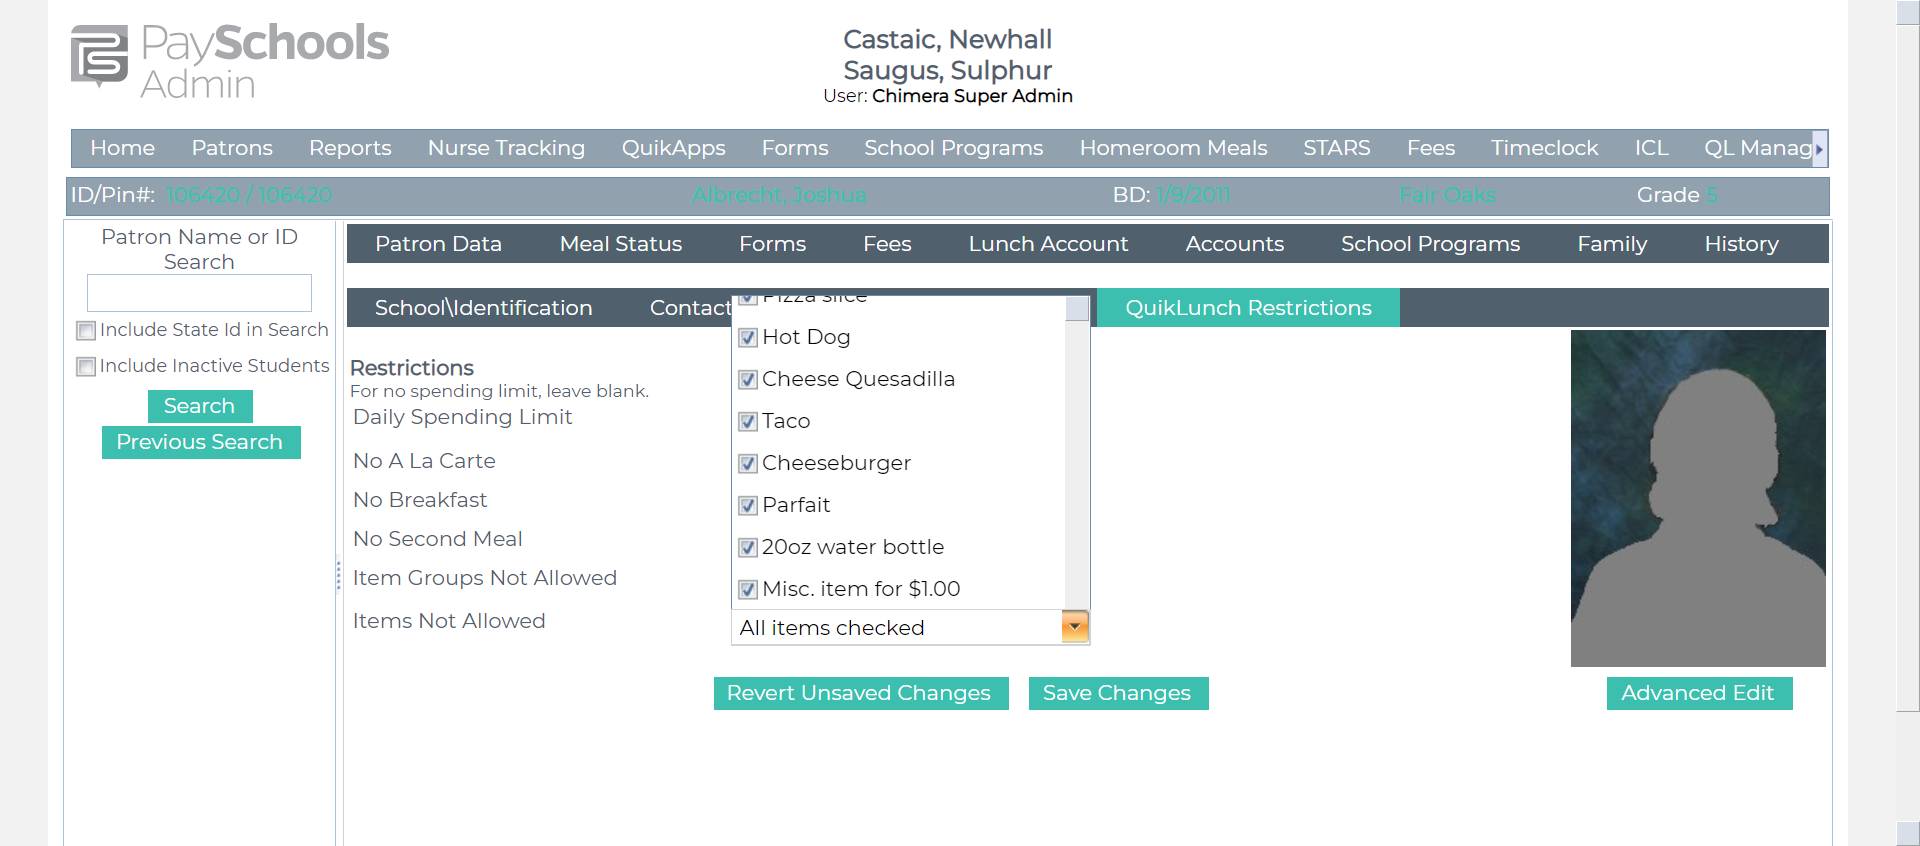 PaySchools
Admin
Castaic, Newhall
Saugus, Sulphur
User: Chimera Super Admin
Home Patrons Reports Nurse Tracking QuikApps Forms School Programs Homeroom Meals STARS Fees Timeclock ICL QL Manag
ID/Pin#: 106420 / 106420 Albrecht, Joshua BD: 1/9/2011 Fair Oaks Grade 5
Patron Name or ID
Search
Include State Id in Search
Include Inactive Students
Search
Previous Search
Patron Data Meal Status Forms Fees Lunch Account Accounts School Programs Family History
School\Identification Contact QuikLunch Restrictions
Restrictions
For no spending limit, leave blank.
Daily Spending Limit
No A La Carte
No Breakfast
No Second Meal
Item Groups Not Allowed
Items Not Allowed
Pizza slice
Hot Dog
Cheese Quesadilla
Taco
Cheeseburger
Parfait
20oz water bottle
Misc. item for $1.00
All items checked
Revert Unsaved Changes Save Changes Advanced Edit